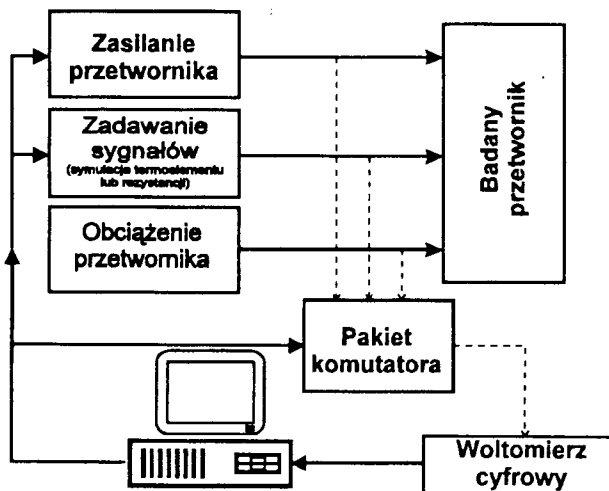 Zasilanie
przetwornika
Zadawanie
sygnałów
(symulacja termoelementu
lub rezystancji)
Obciążenie
przetwornika
Badany
przetwornik
Pakiet
komutatora
Woltomierz
cyfrowy